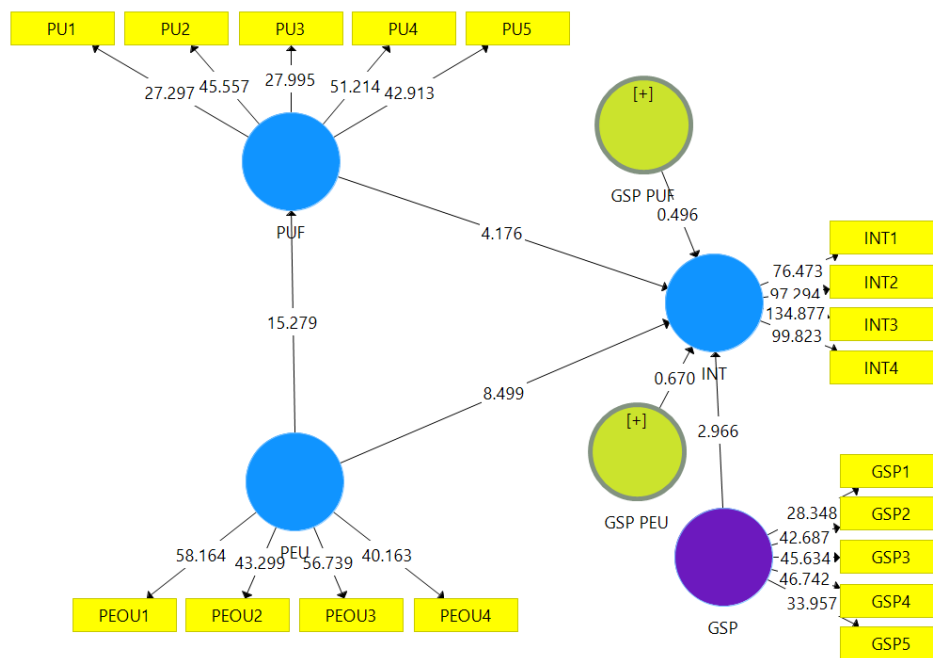 PU1 PU2 PU3 PU4 PU5
27.297 45.557 27.995 51.214 42.913
[+]
GSP PUF
0.496
PUF
4.176
INT1
76.473
INT2
97.294
134.877
INT3
99.823
INT4
INT
15.279
0.670
8.499
[+]
2.966
GSP PEU
GSP1
28.348
GSP2
42.687
45.634
GSP3
46.742
GSP4
33.957
GSP5
GSP
PEU
58.164 43.299 56.739 40.163
PEOU1 PEOU2 PEOU3 PEOU4